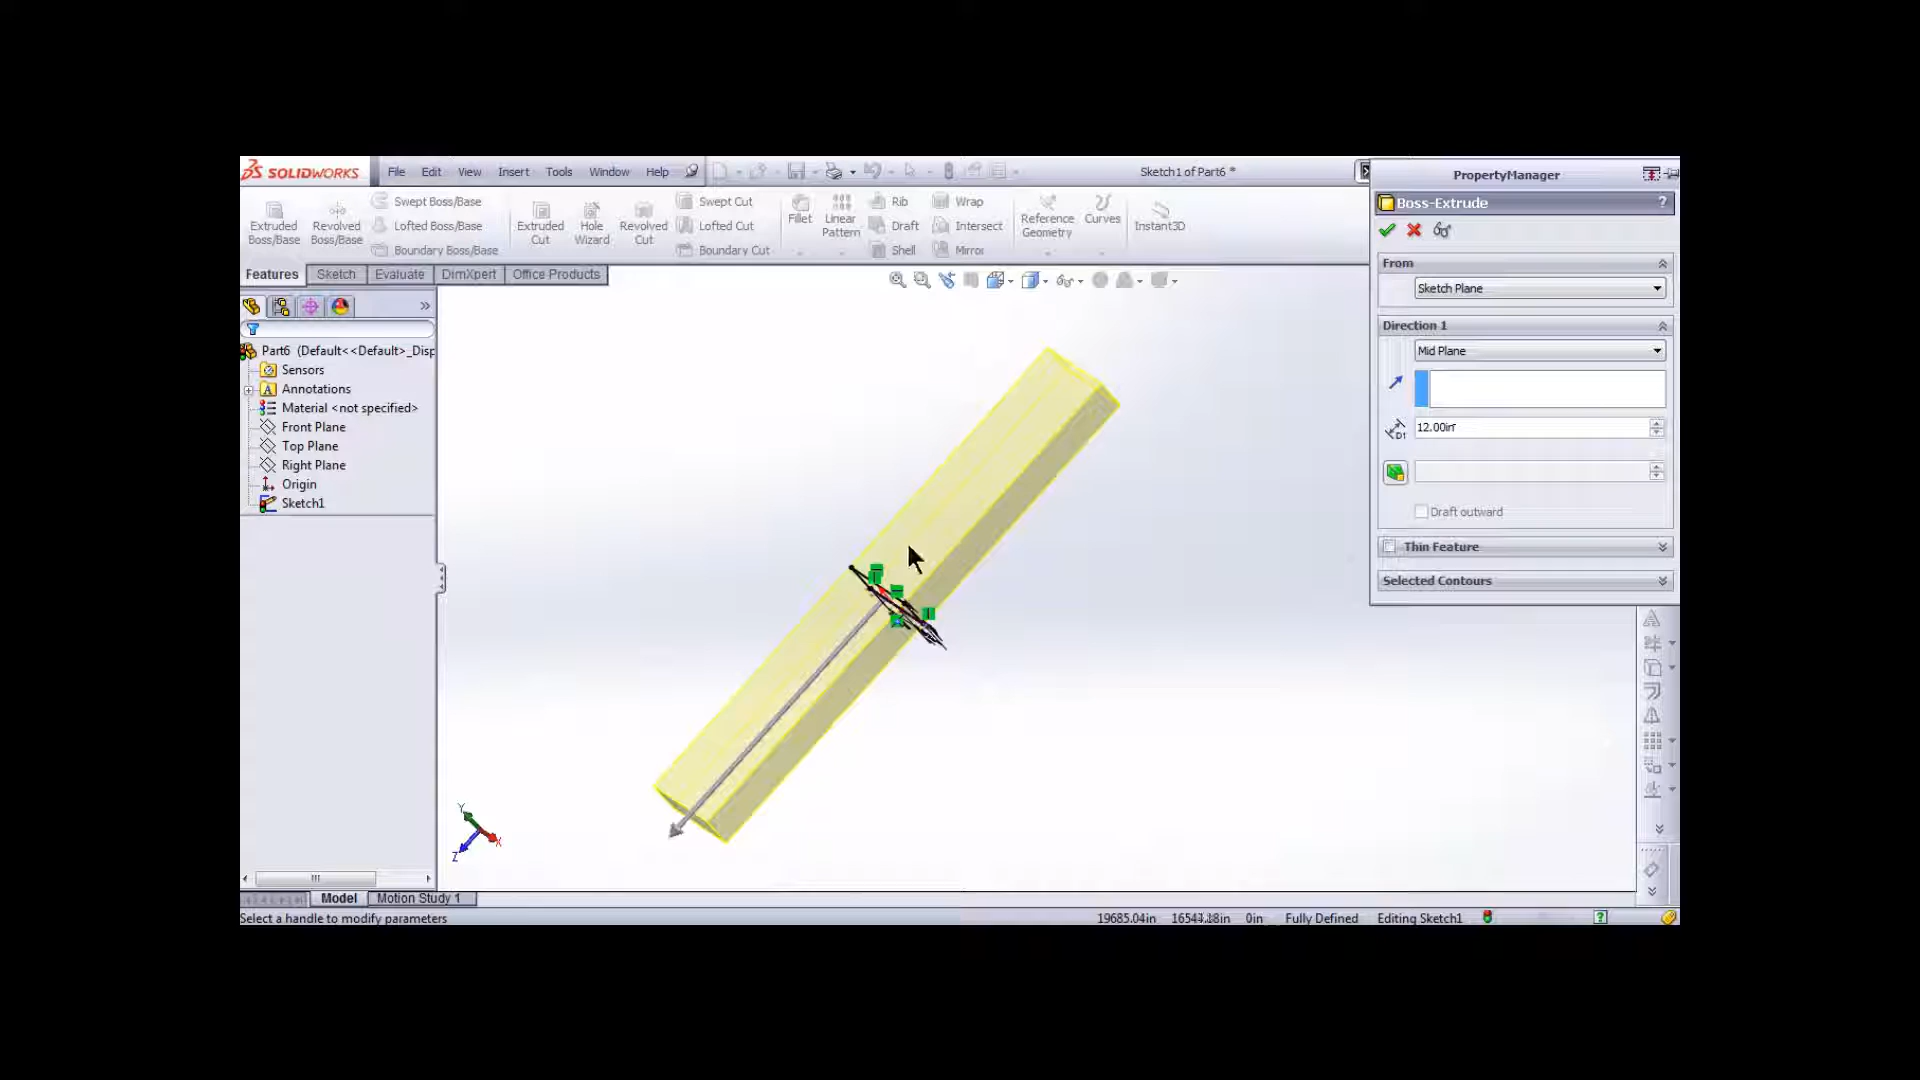 SOLIDWORKS File Edit View Insert Tools Window Help Sketch1 of Part6 *
PropertyManager
Boss-Extrude ?
Extruded Boss/Base
Revolved Boss/Base
Swept Boss/Base
Lofted Boss/Base
Boundary Boss/Base
Extruded Cut
Hole Wizard
Revolved Cut
Swept Cut
Lofted Cut
Boundary Cut
Fillet
Linear Pattern
Rib
Draft
Shell
Wrap
Intersect
Mirror
Reference Geometry
Curves
Instant3D
Features Sketch Evaluate DimXpert Office Products
Part6 (Default<<Default>_Disp
Sensors
Annotations
Material <not specified>
Front Plane
Top Plane
Right Plane
Origin
Sketch1
From
Sketch Plane
Direction 1
Mid Plane
D1
Draft outward
Thin Feature
Selected Contours
Y
X
Z
Model Motion Study 1
Select a handle to modify parameters 19685.04in 0in Fully Defined Editing Sketch1